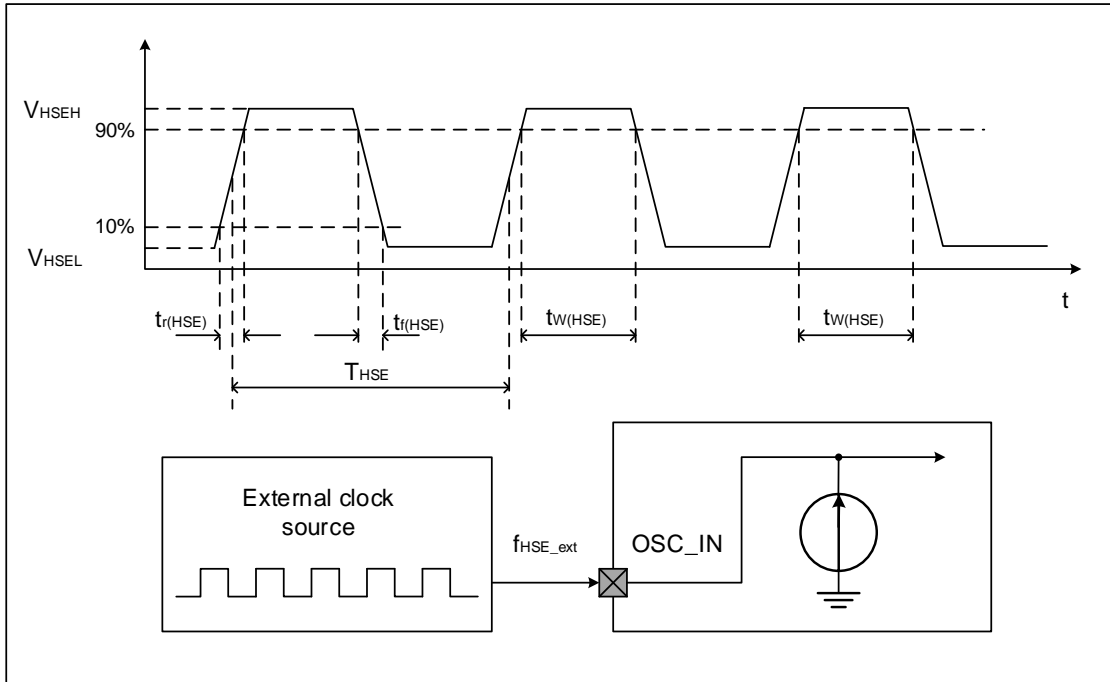 VHSEH
90%
10%
VHSEL
t
tr(HSE)
tf(HSE)
tW(HSE)
tW(HSE)
THSE
External clock
source
fHSE_ext
OSC_IN